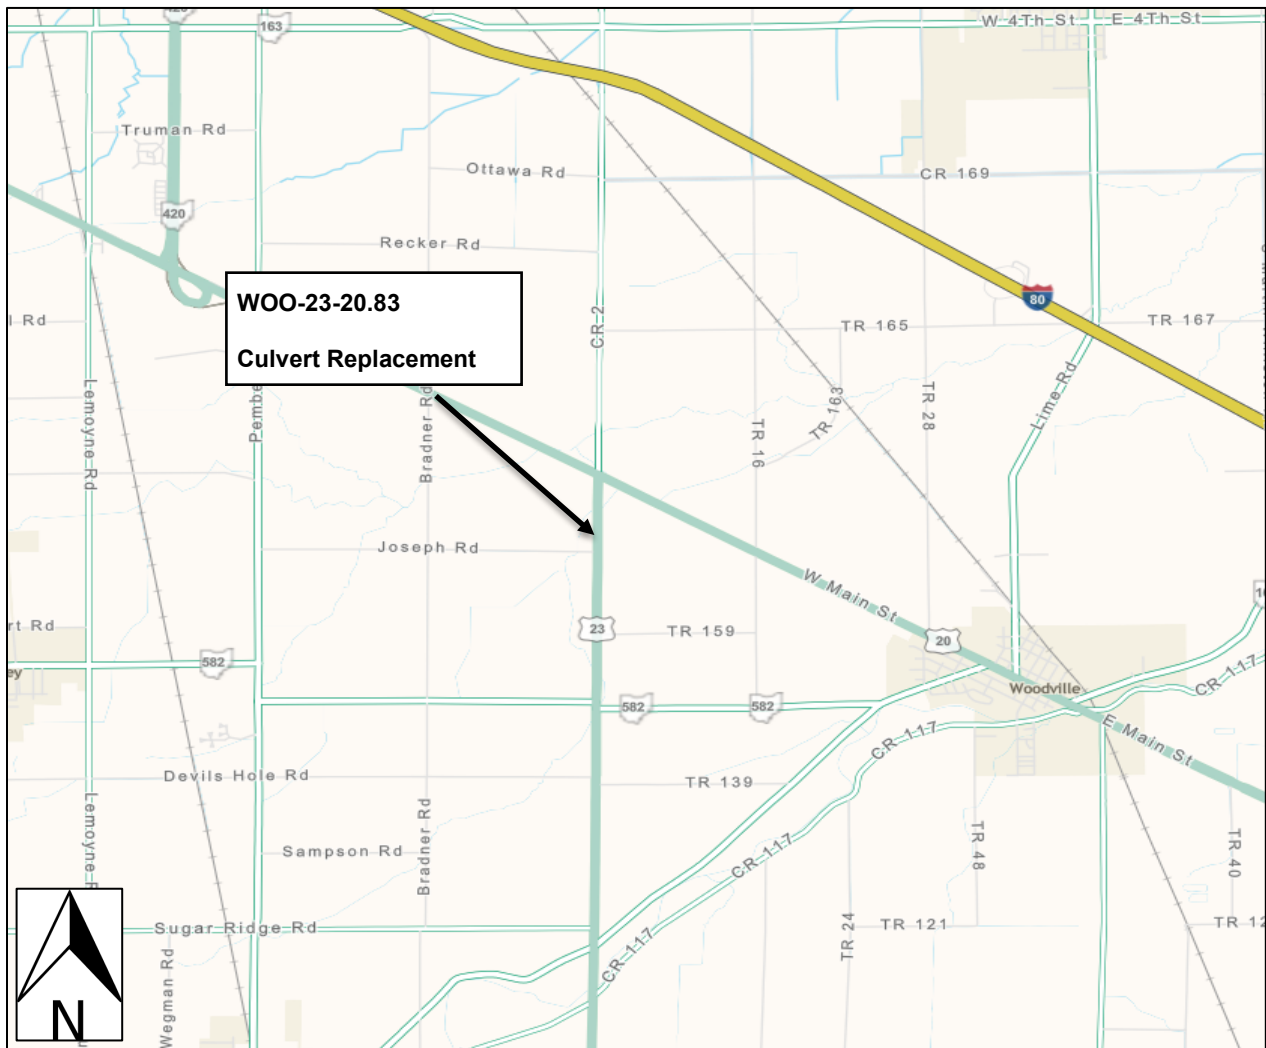 420
163
W 4Th St
E 4Th St
Truman Rd
Ottawa Rd
CR 169
420
Recker Rd
80
WOO-23-20.83
Culvert Replacement
CR 2
TR 165
TR 167
Lemoyne Rd
Bradner Rd
TR 163
TR 28
Lime Rd
TR 16
Joseph Rd
W Main St
23
TR 159
20
582
Woodville
CR 117
582
582
CR 117
E Main St
Devils Hole Rd
TR 139
Bradner Rd
TR 48
TR 40
Sampson Rd
CR 117
TR 24
TR 121
Sugar Ridge Rd
CR 117
Wegman Rd
N